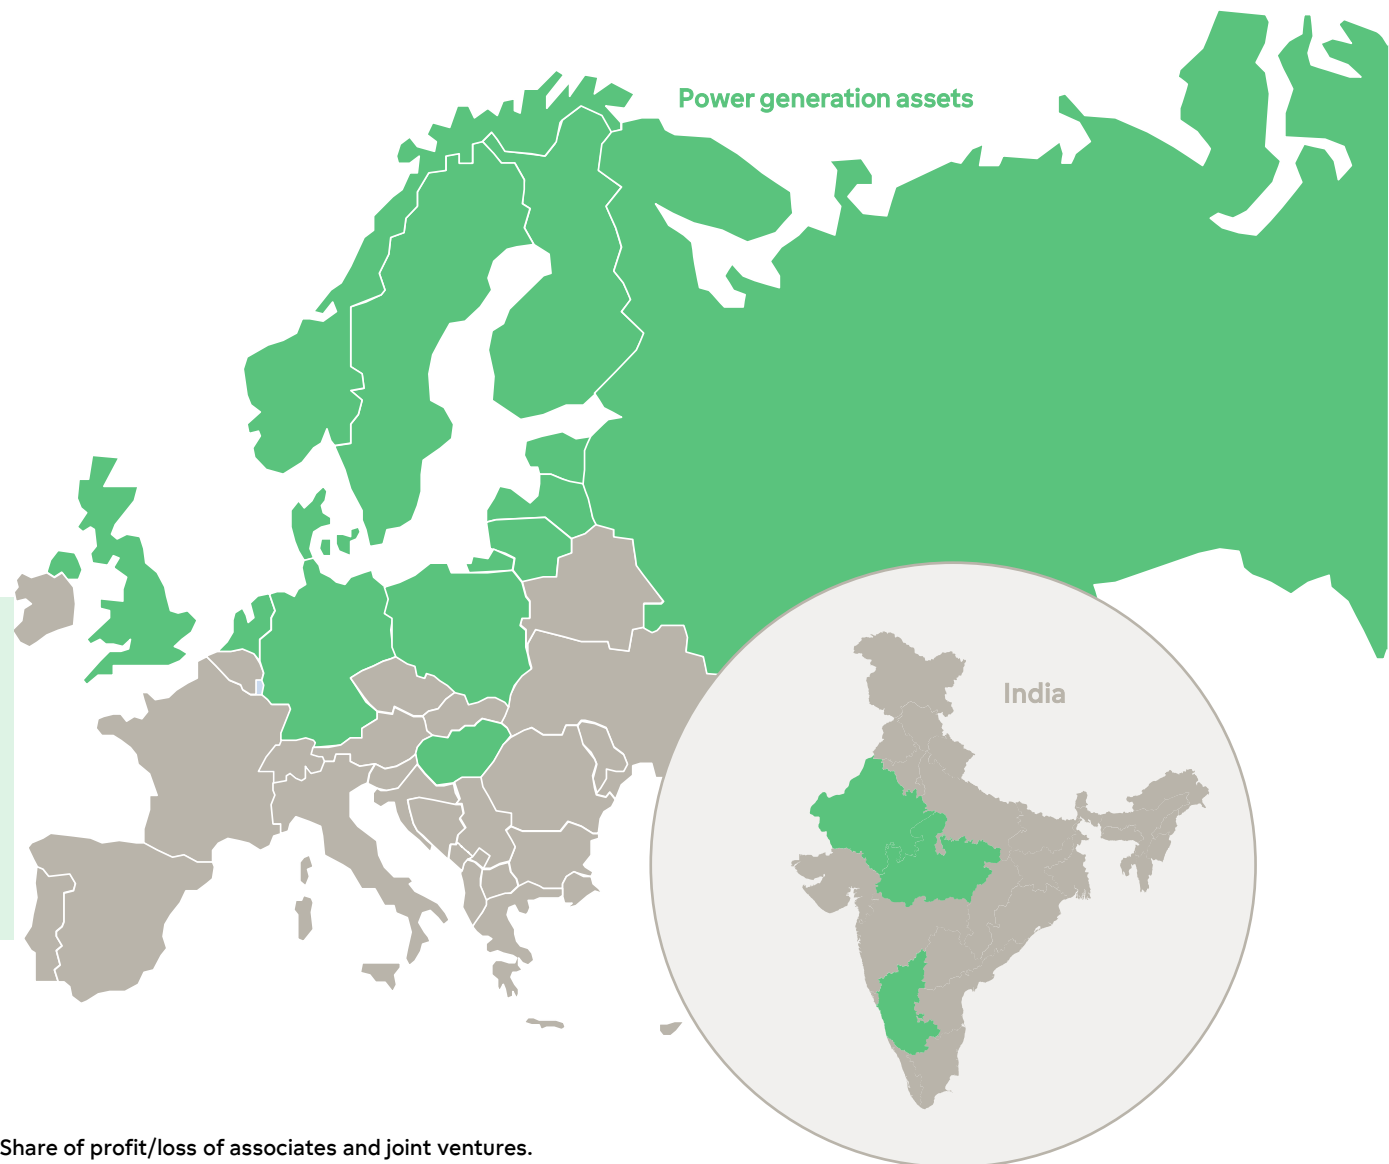 Power generation assets
India
Share of profit/loss of associates and joint ventures.